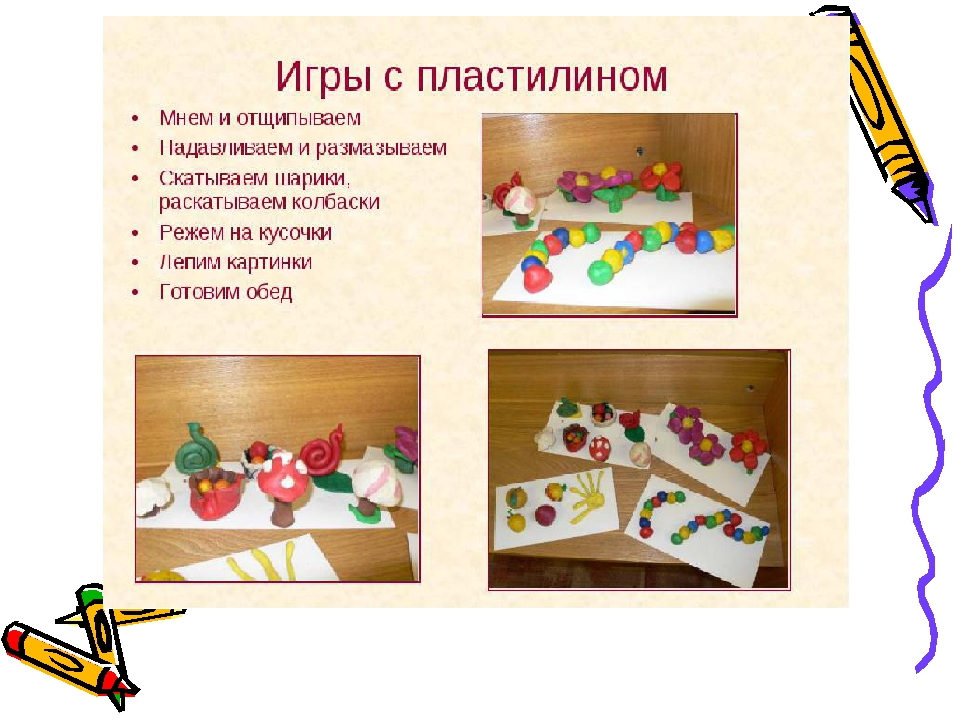 Игры с пластилином
• Мнем и отщипываем
• Надавливаем и размазываем
• Скатываем шарики,
раскатываем колбаски
• Режем на кусочки
• Лепим картинки
• Готовим обед